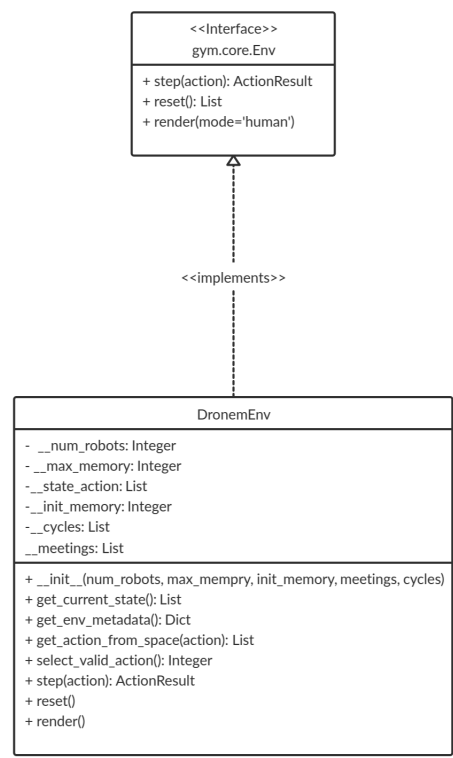 <<Interface>>
gym.core.Env
+ step(action): ActionResult
+ reset(): List
+ render(mode='human')
<<implements>>
DronemEnv
- __num_robots: Integer
- __max_memory: Integer
-__state_action: List
-__init_memory: Integer
-__cycles: List
__meetings: List
+ __init__(num_robots, max_mempry, init_memory, meetings, cycles)
+ get_current_state(): List
+ get_env_metadata(): Dict
+ get_action_from_space(action): List
+ select_valid_action(): Integer
+ step(action): ActionResult
+ reset()
+ render()